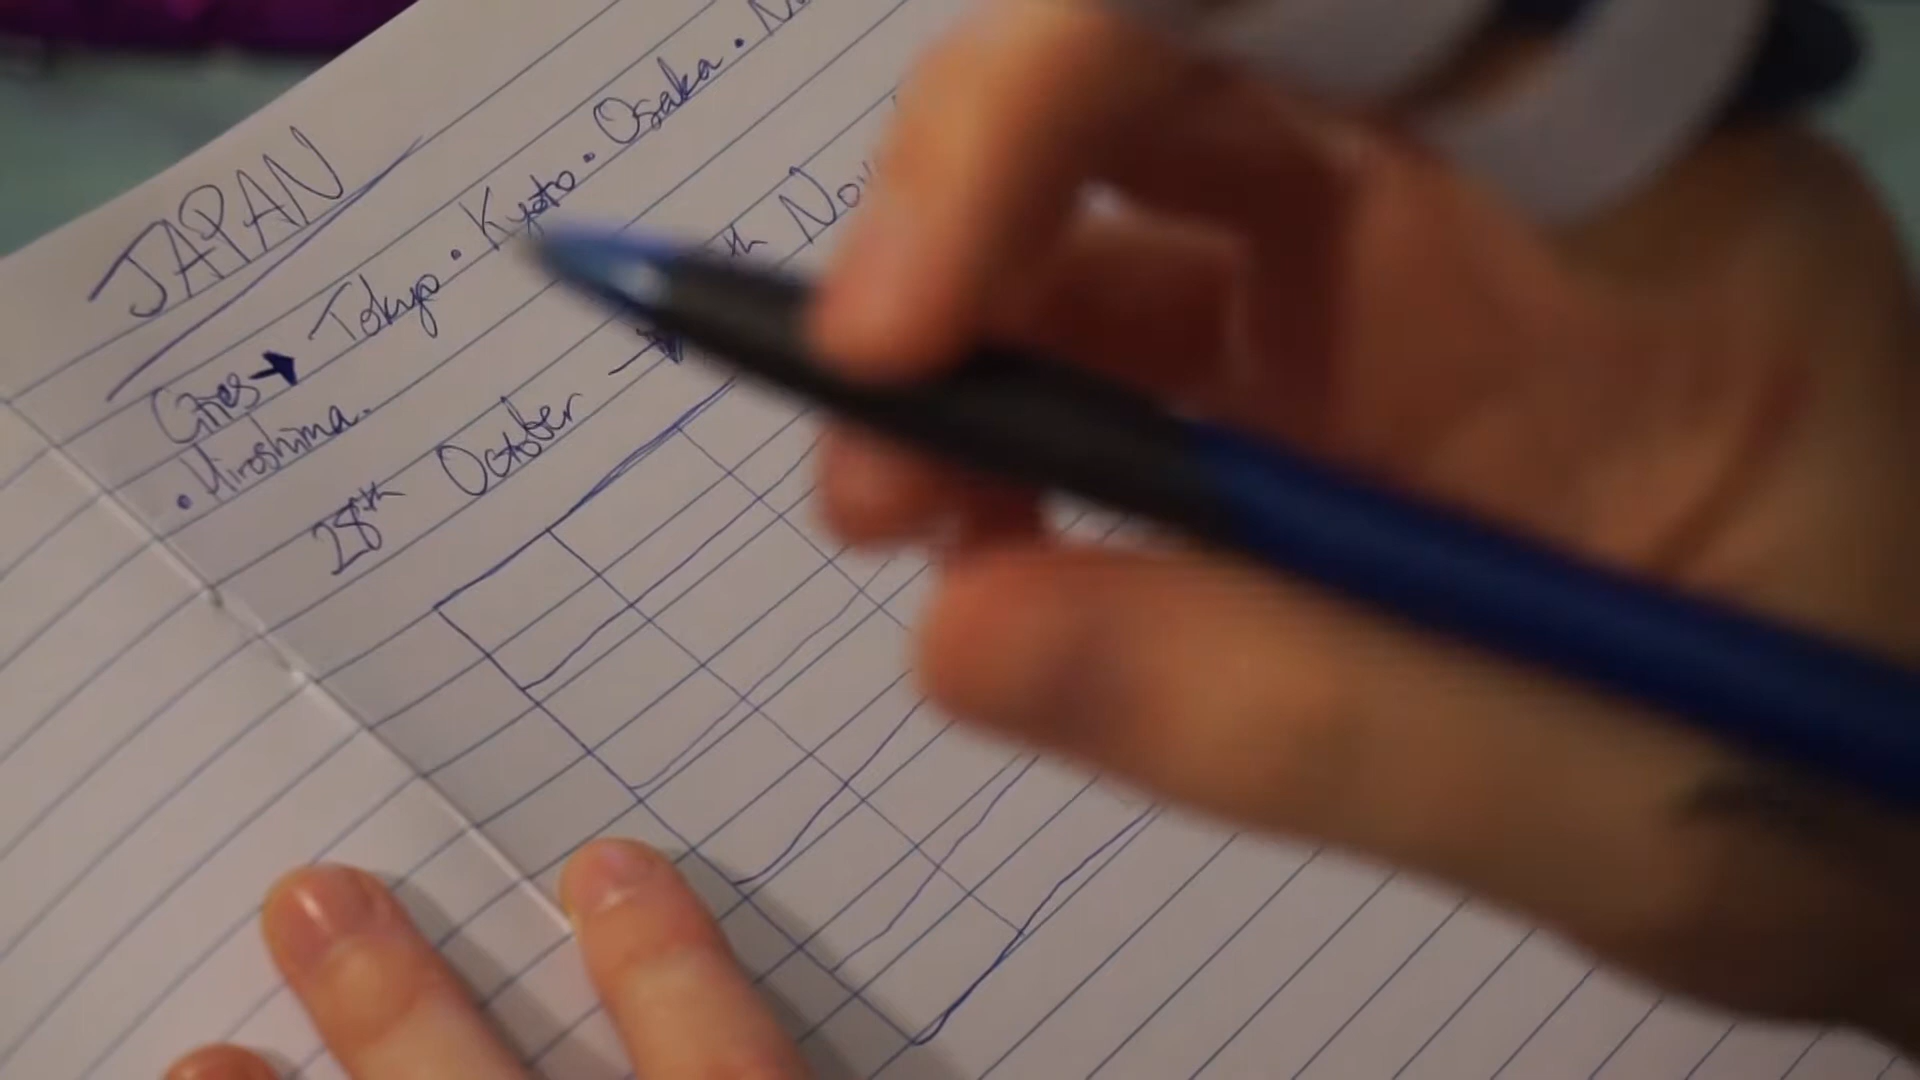 JAPAN
Cities → Tokyo • Kyoto • Osaka •
• Hiroshima.
28th October →